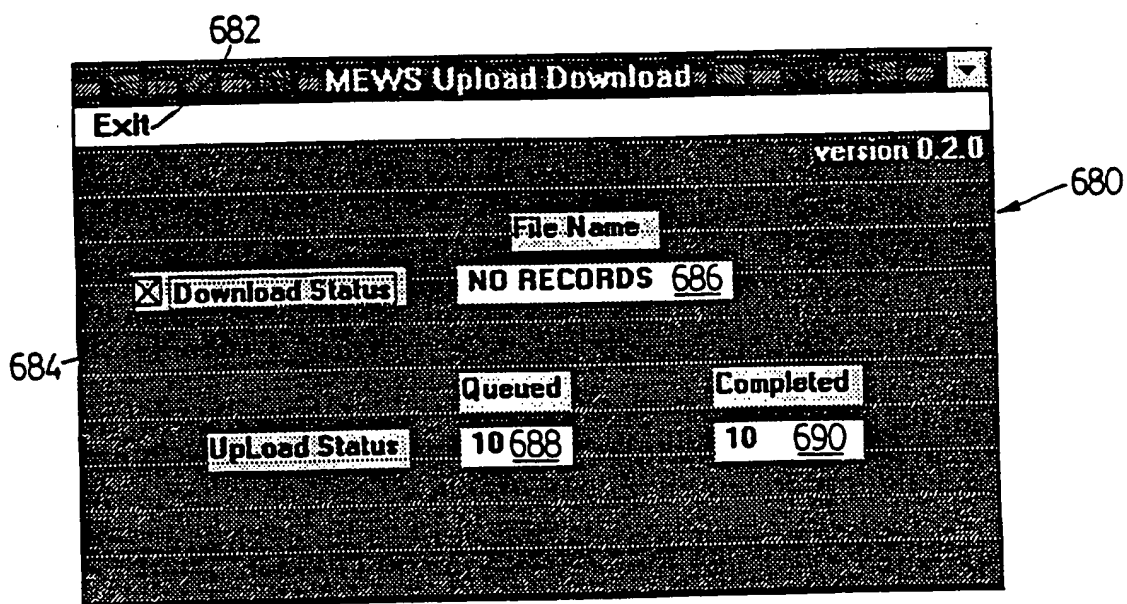 682
MEWS Upload Download
Exit
version 0.2.0
680
File Name
Download Status NO RECORDS 686
684
Queued Completed
UpLoad Status 10 688 10 690